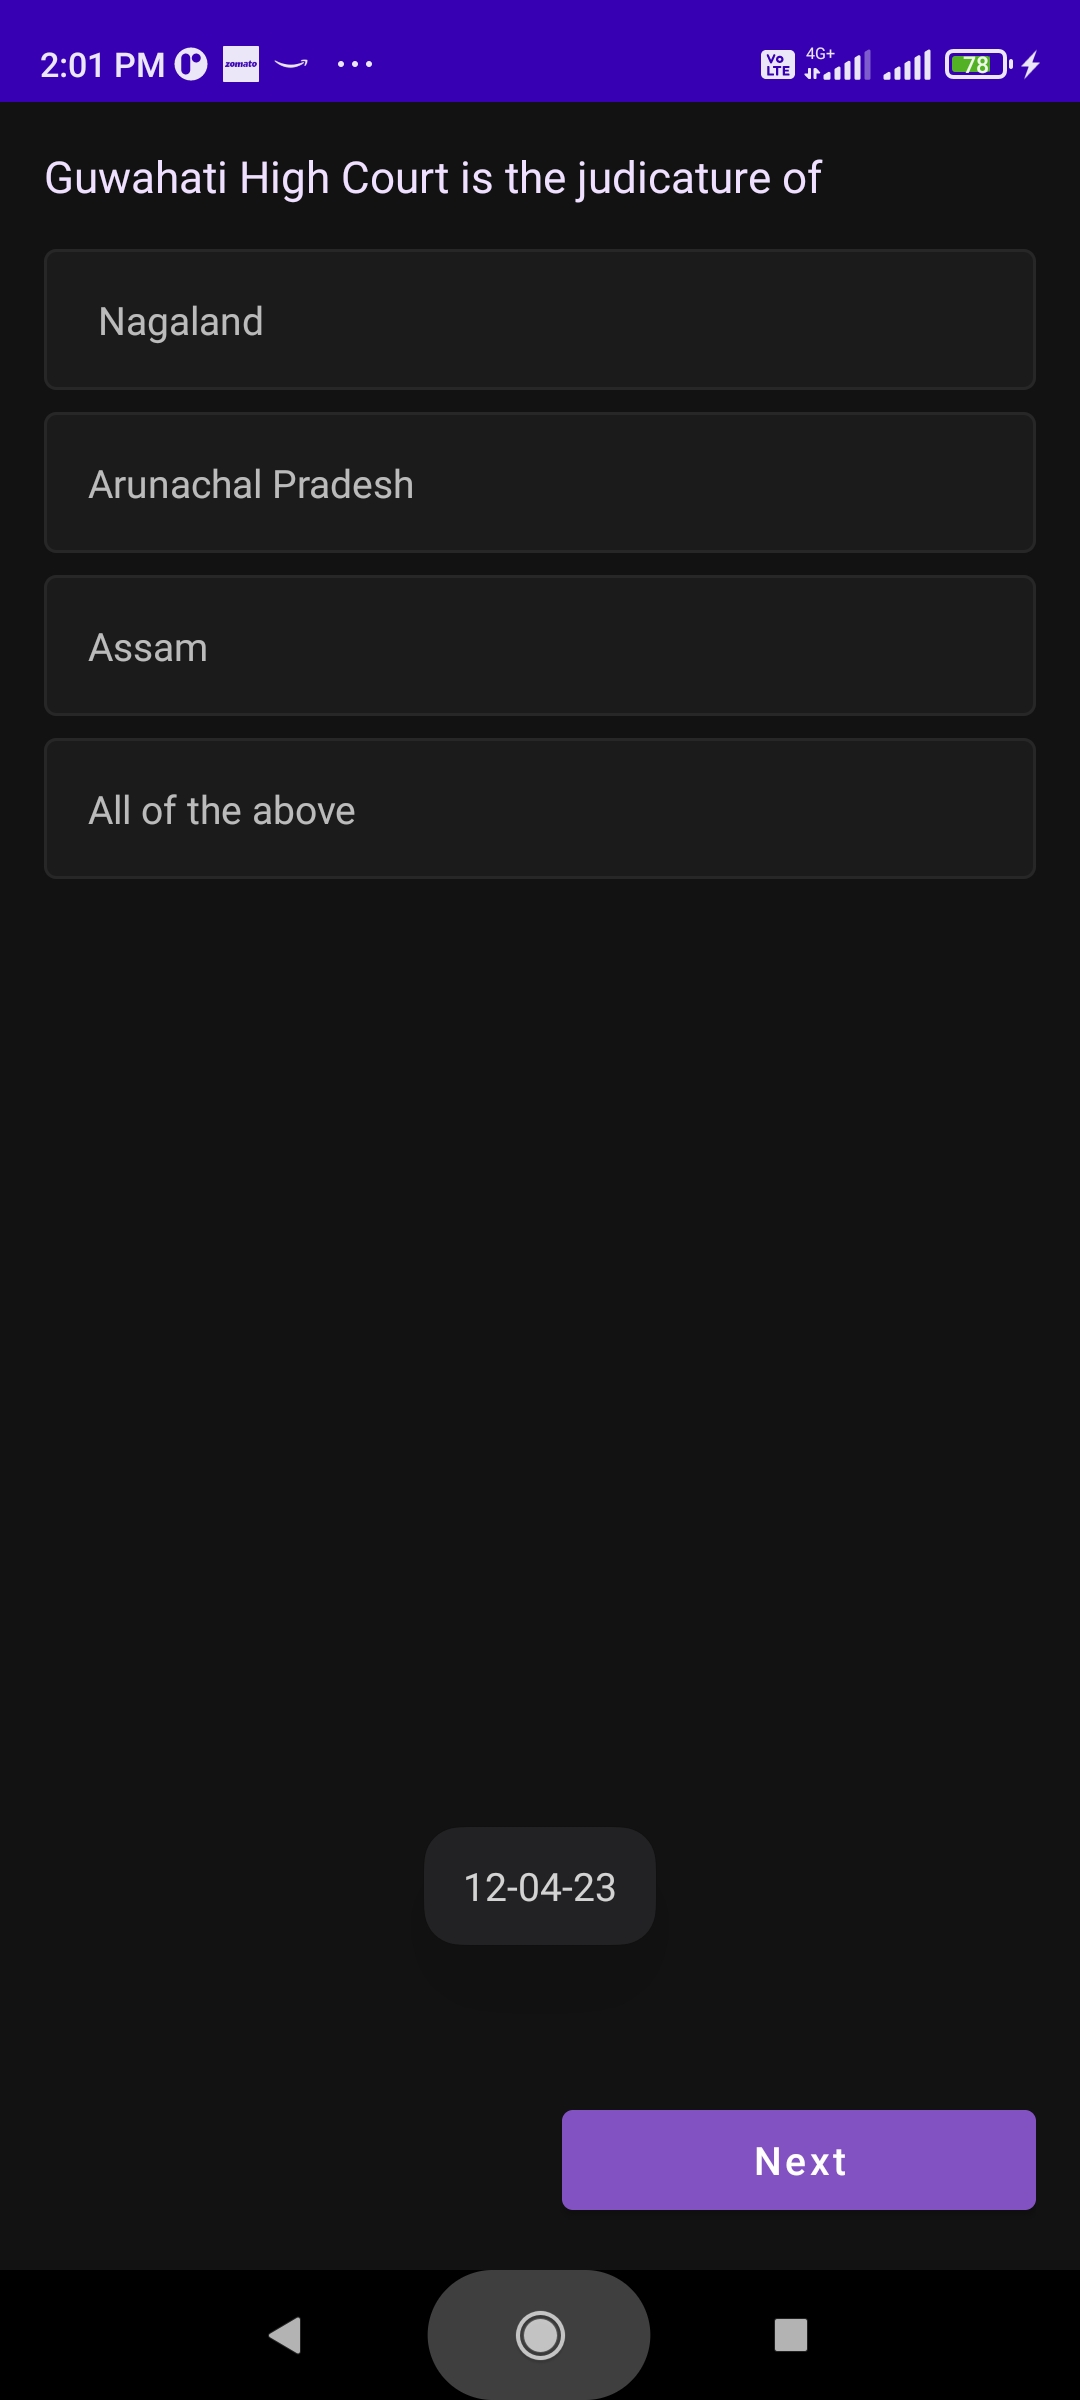 2:01 PM zomato
Vo LTE 4G+ 78
Guwahati High Court is the judicature of
Nagaland
Arunachal Pradesh
Assam
All of the above
12-04-23
Next